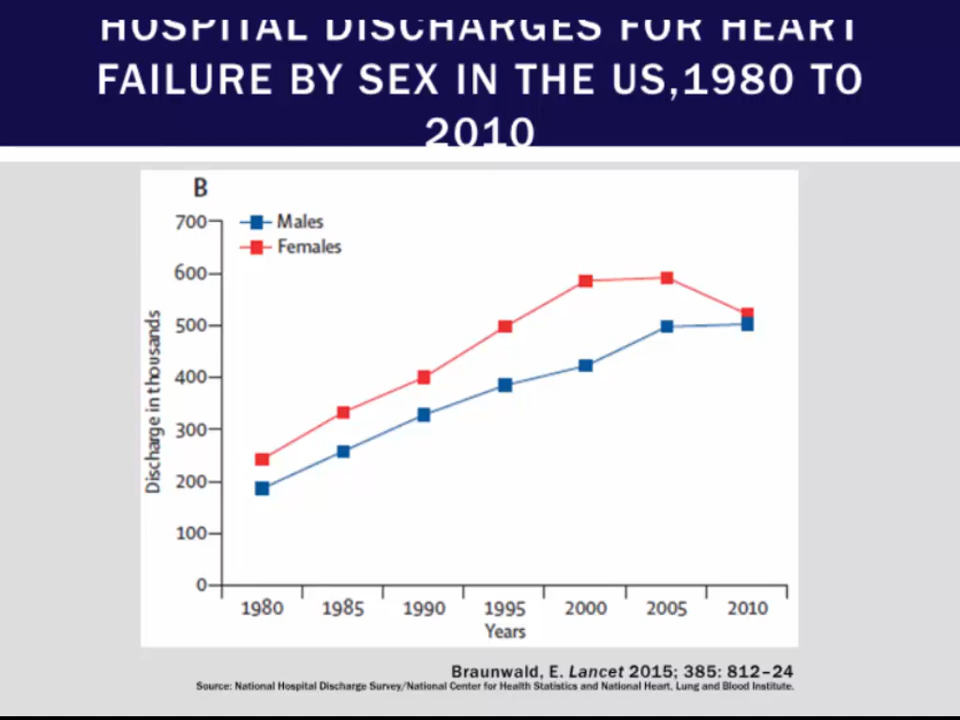 HOSPITAL DISCHARGES FOR HEART
FAILURE BY SEX IN THE US,1980 TO
2010
B
700
Males
Females
600
500
400
300
200
100
0
Discharge in thousands
1980 1985 1990 1995 2000 2005 2010
Years
Braunwald, E. Lancet 2015; 385: 812–24
Source: National Hospital Discharge Survey/National Center for Health Statistics and National Heart, Lung and Blood Institute.